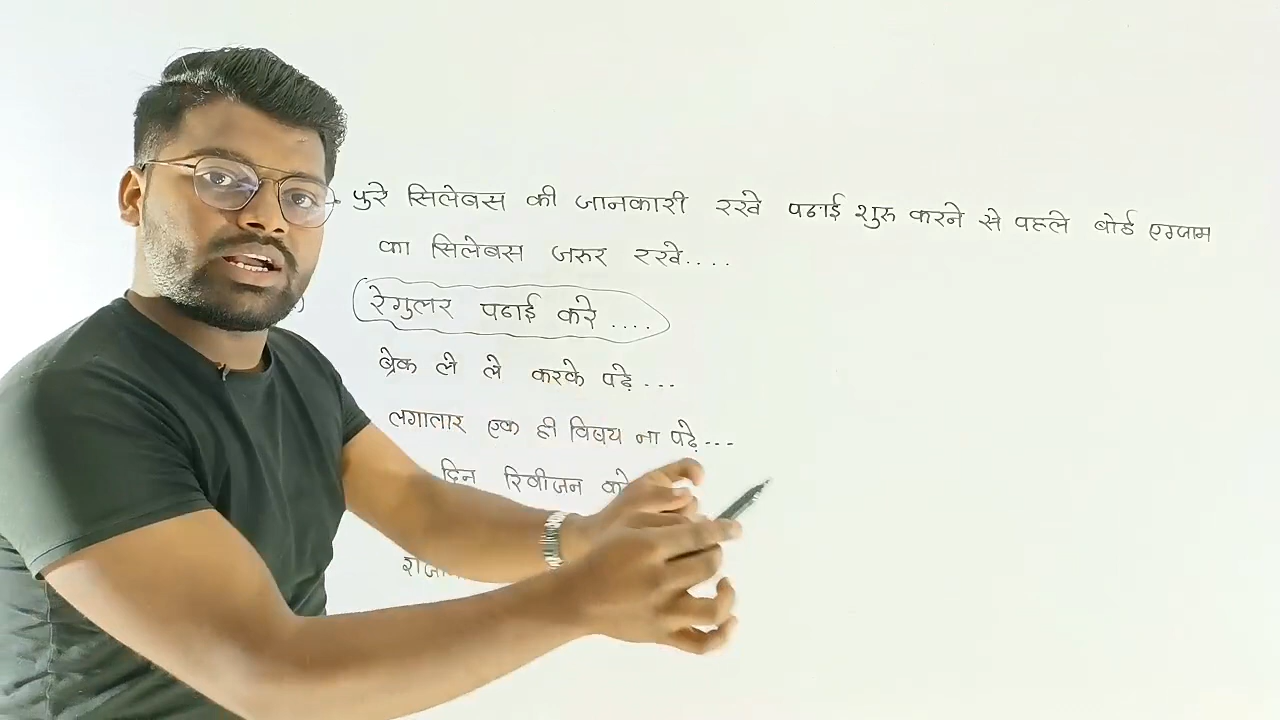 पुरे सिलेबस की जानकारी रखे पढाई शुरु करने से पहले बोर्ड एग्जाम
का सिलेबस जरुर रखे....
रेगुलर पढाई करे ....
ब्रेक ले ले करके पढ़े ...
लगातार एक ही विषय ना पढ़े ---
दिन रिवीजन